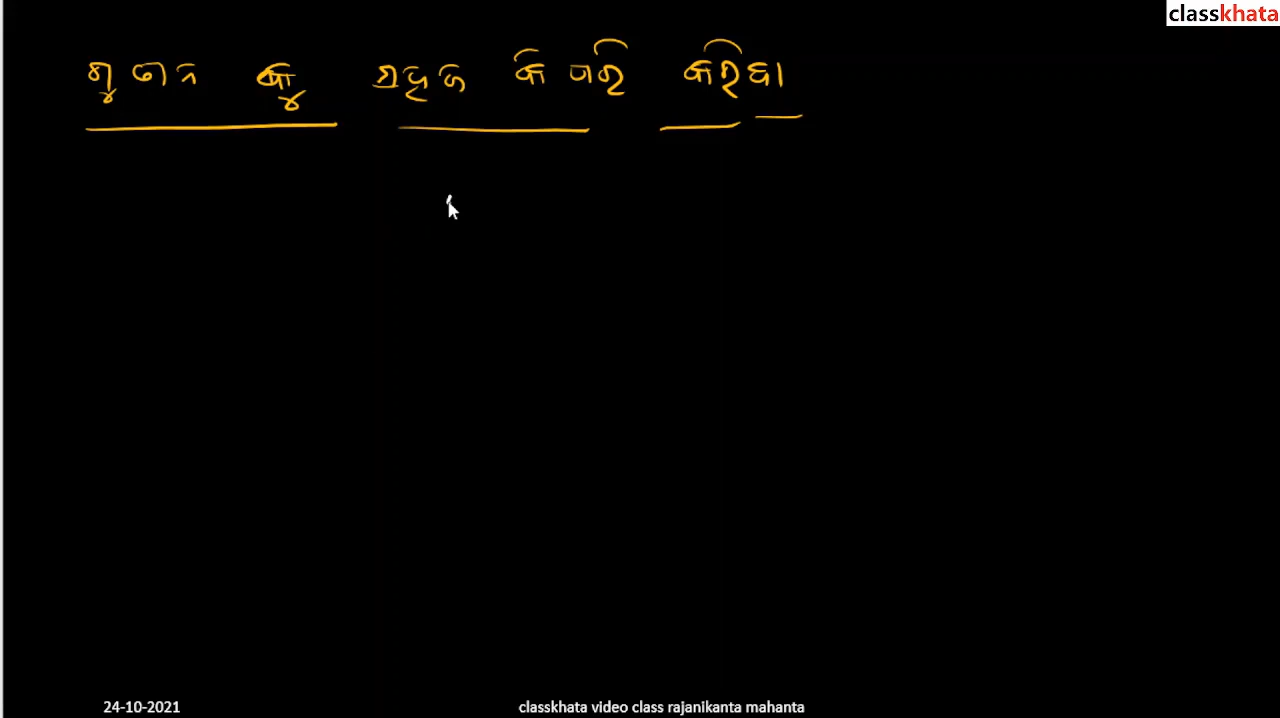 classkhata
ଗୁଣନ କୁ ସହଜ କିପରି କରିବା
24-10-2021
classkhata video class rajanikanta mahanta